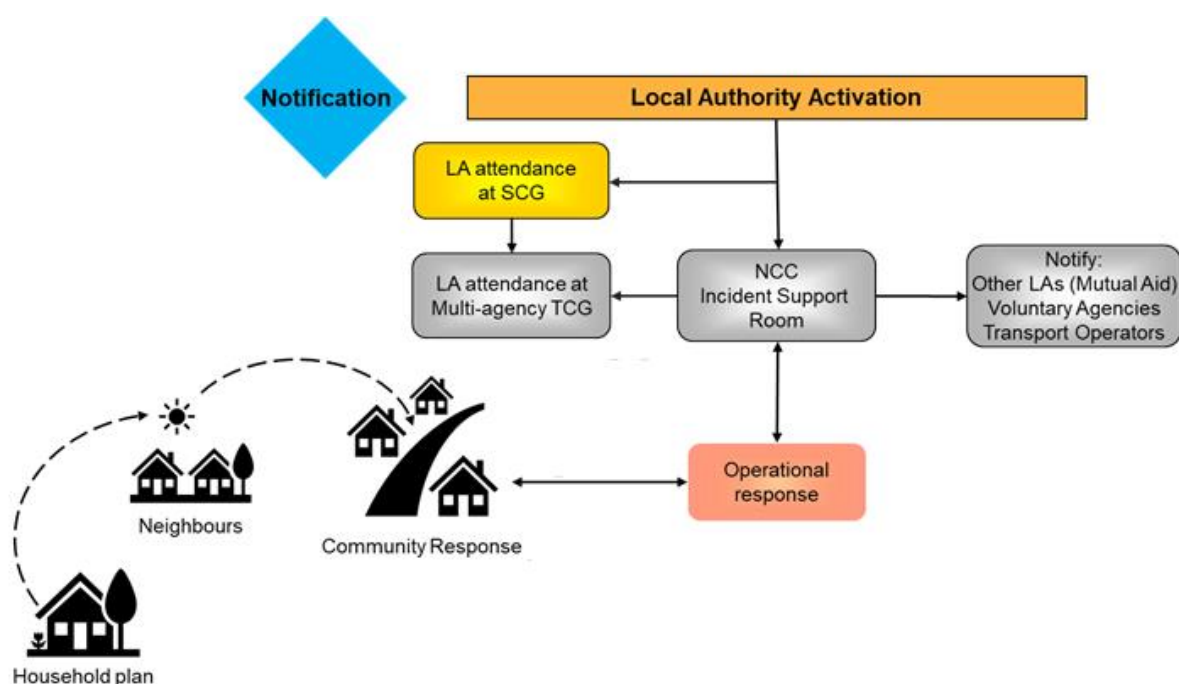 Notification
Local Authority Activation
LA attendance
at SCG
LA attendance at
Multi-agency TCG
NCC
Incident Support
Room
Notify:
Other LAs (Mutual Aid)
Voluntary Agencies
Transport Operators
Operational
response
Neighbours
Community Response
Household plan